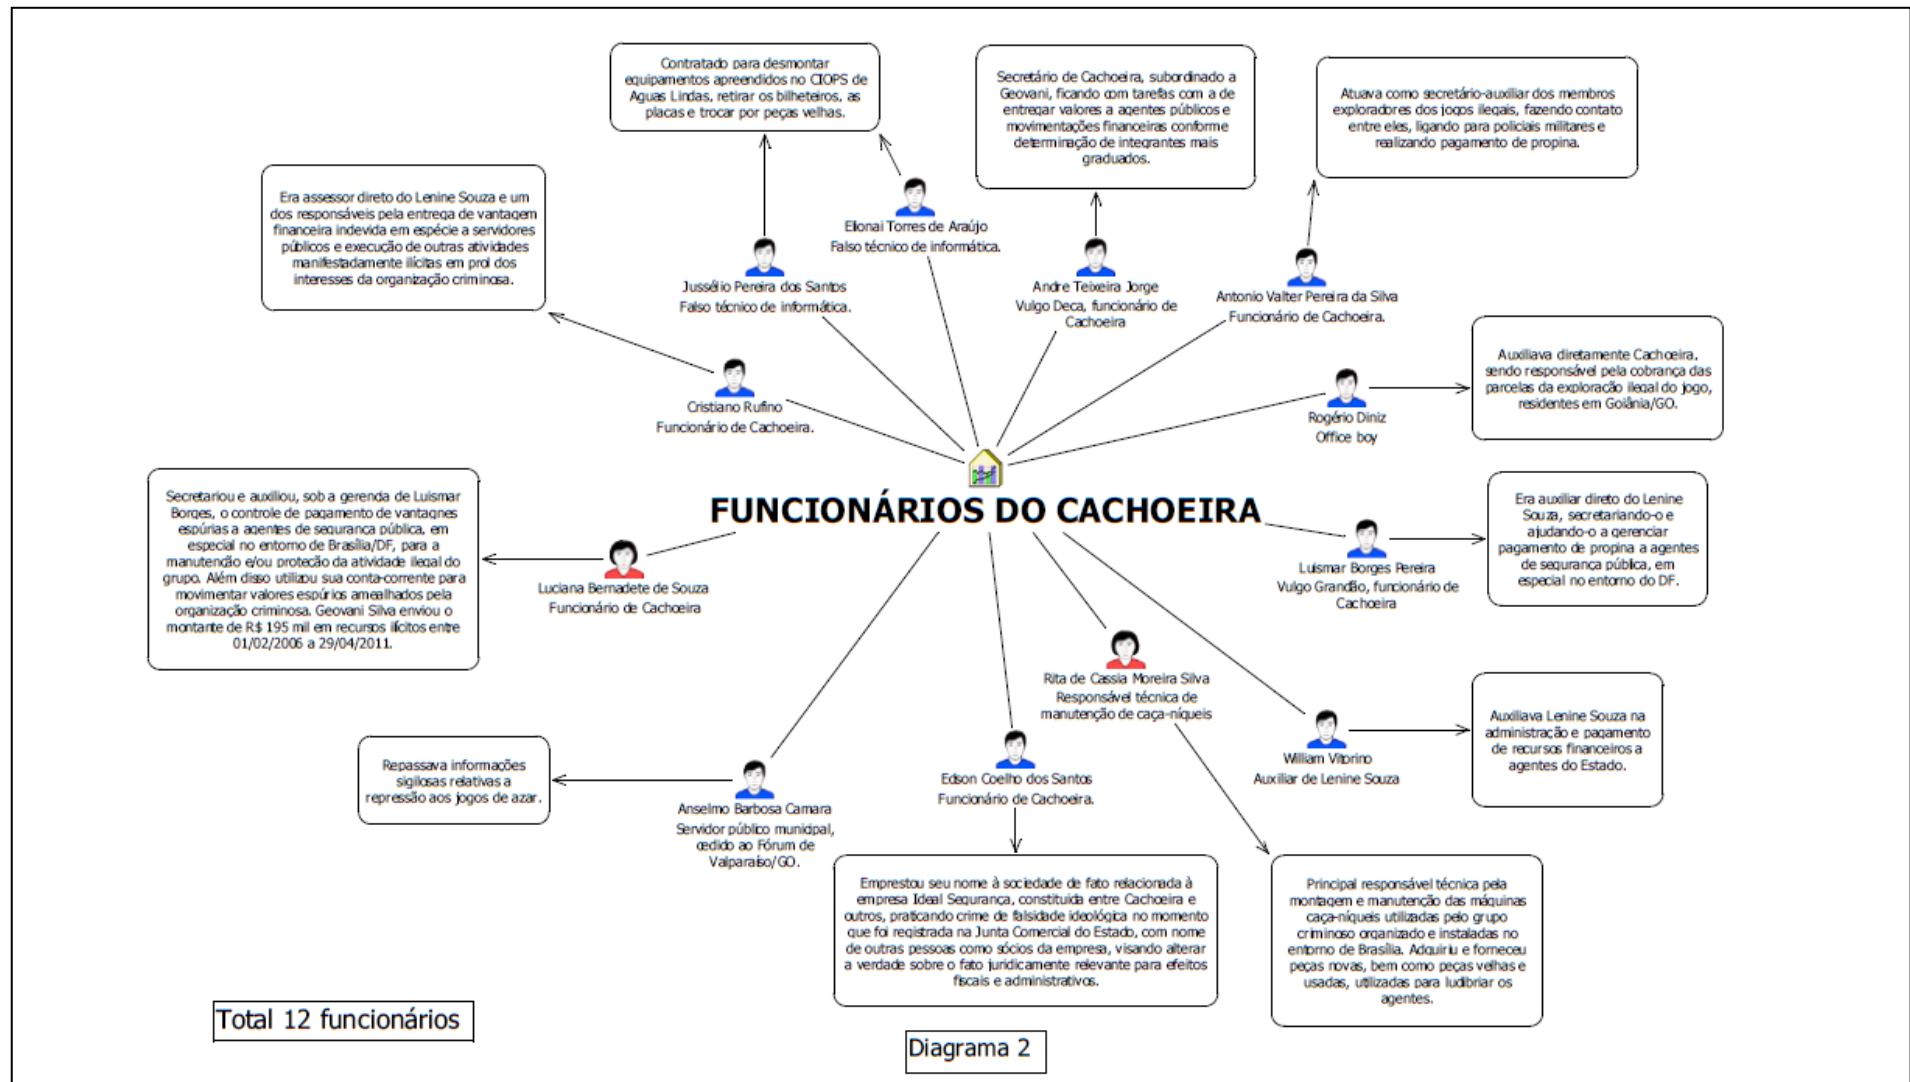 Contratado para desmontar
equipamentos apreendidos no CIOPS de
Aguas Lindas, retirar os bilheteiros, as
placas e trocar por peças velhas.
Secretário de Cachoeira, subordinado a
Geovani, ficando com tarefas com a de
entregar valores a agentes públicos e
movimentações financeiras conforme
determinação de integrantes mais
graduados.
Atuava como secretário-auxiliar dos membros
exploradores dos jogos ilegais, fazendo contato
entre eles, ligando para policiais militares e
realizando pagamento de propina.
Era assessor direto do Lenine Souza e um
dos responsáveis pela entrega de vantagem
financeira indevida em espécie a servidores
públicos e execução de outras atividades
manifestadamente ilícitas em prol dos
interesses da organização criminosa.
Elionai Torres de Araújo
Falso técnico de informática.
Jussélio Pereira dos Santos
Falso técnico de informática.
Andre Teixeira Jorge
Vulgo Deca, funcionário de
Cachoeira
Antonio Valter Pereira da Silva
Funcionário de Cachoeira.
Cristiano Rufino
Funcionário de Cachoeira.
Rogério Diniz
Office boy
Auxiliava diretamente Cachoeira,
sendo responsável pela cobrança das
parcelas da exploração ilegal do jogo,
residentes em Goiânia/GO.
FUNCIONÁRIOS DO CACHOEIRA
Secretariou e auxiliou, sob a gerenda de Luismar
Borges, o controle de pagamento de vantagnes
espúrias a agentes de segurança pública, em
especial no entorno de Brasília/DF, para a
manutenção e/ou proteção da atividade ilegal do
grupo. Além disso utilizou sua conta-corrente para
movimentar valores espúrios amealhados pela
organização criminosa. Geovani Silva enviou o
montante de R$ 195 mil em recursos ilícitos entre
01/02/2006 a 29/04/2011.
Luciana Bernadete de Souza
Funcionário de Cachoeira
Luismar Borges Pereira
Vulgo Grandão, funcionário de
Cachoeira
Era auxiliar direto do Lenine
Souza, secretariando-o e
ajudando-o a gerenciar
pagamento de propina a agentes
de segurança pública, em
especial no entorno do DF.
Rita de Cassia Moreira Silva
Responsável técnica de
manutenção de caça-níqueis
William Vitorino
Auxiliar de Lenine Souza
Auxiliava Lenine Souza na
administração e pagamento
de recursos financeiros a
agentes do Estado.
Repassava informações
sigilosas relativas a
repressão aos jogos de azar.
Anselmo Barbosa Camara
Servidor público municipal,
cedido ao Fórum de
Valparaíso/GO.
Edson Coelho dos Santos
Funcionário de Cachoeira.
Emprestou seu nome à sociedade de fato relacionada à
empresa Ideal Segurança, constituida entre Cachoeira e
outros, praticando crime de falsidade ideológica no momento
que foi registrada na Junta Comercial do Estado, com nome
de outras pessoas como sócios da empresa, visando alterar
a verdade sobre o fato juridicamente relevante para efeitos
fiscais e administrativos.
Principal responsável técnica pela
montagem e manutenção das máquinas
caça-níqueis utilizadas pelo grupo
criminoso organizado e instaladas no
entorno de Brasília. Adquiriu e forneceu
peças novas, bem como peças velhas e
usadas, utilizadas para ludibriar os
agentes.
Total 12 funcionários
Diagrama 2